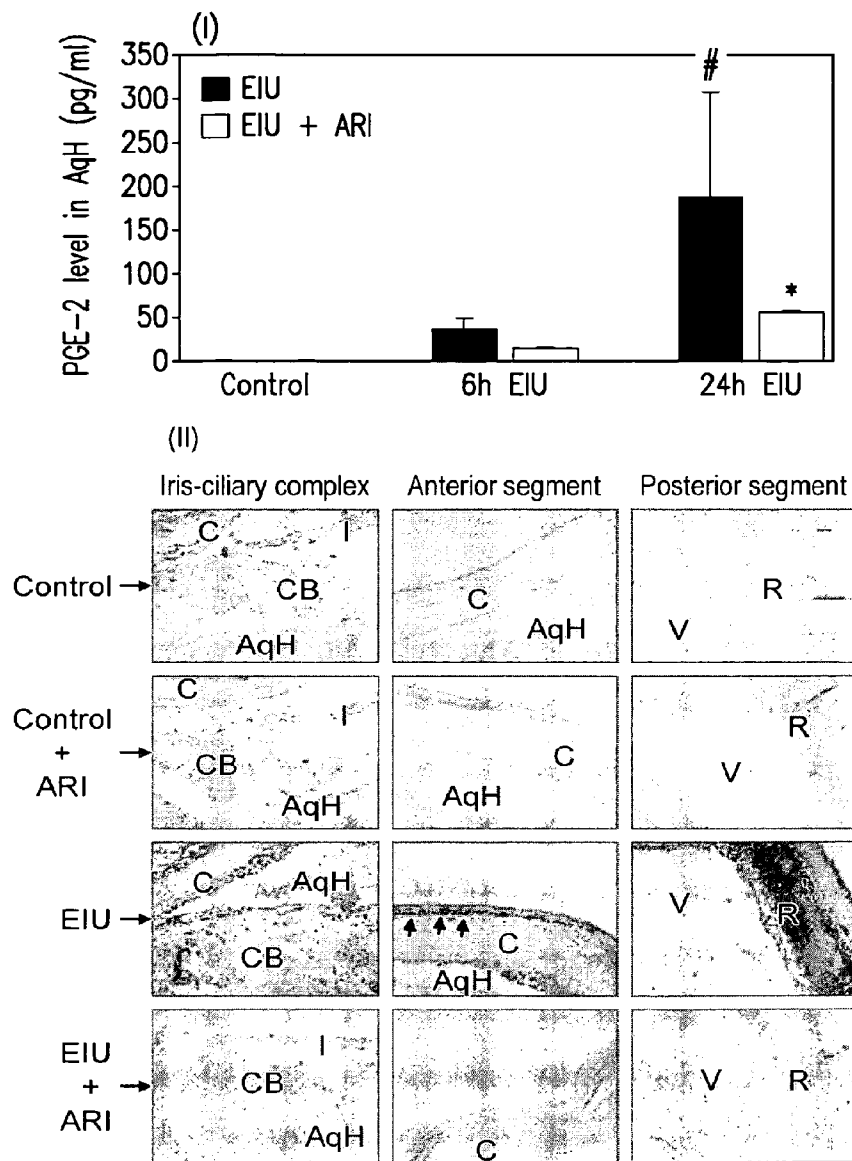 (I)
PGE-2 level in AqH (pg/ml)
350
300
250
200
150
100
50
0
EIU
EIU + ARI
#
*
Control
6h EIU
24h EIU
(II)
Iris-ciliary complex
Anterior segment
Posterior segment
Control
C
I
CB
AqH
C
AqH
V
R
Control
+
ARI
C
I
CB
AqH
C
AqH
R
V
EIU
C
AqH
I
CB
C
AqH
V
R
EIU
+
ARI
I
CB
AqH
C
V
R